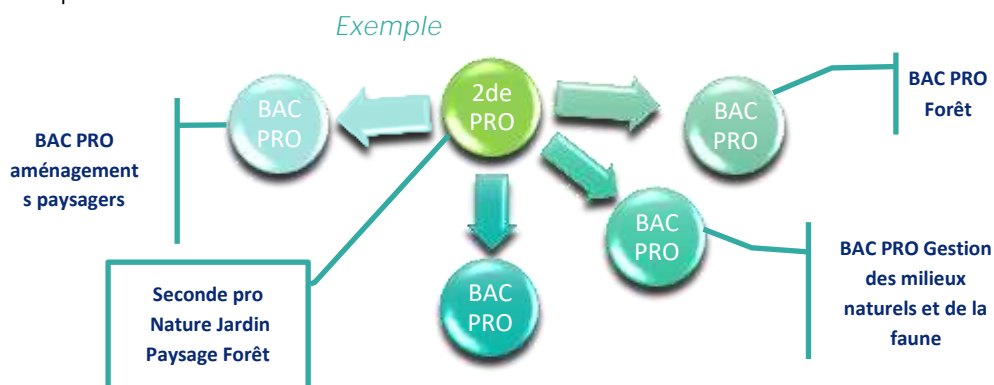 Exemple
BAC
PRO
2de
PRO
BAC
PRO
BAC PRO
Forêt
BAC PRO
aménagement
s paysagers
BAC
PRO
BAC PRO Gestion
des milieux
naturels et de la
faune
Seconde pro
Nature Jardin
Paysage Forêt
BAC
PRO